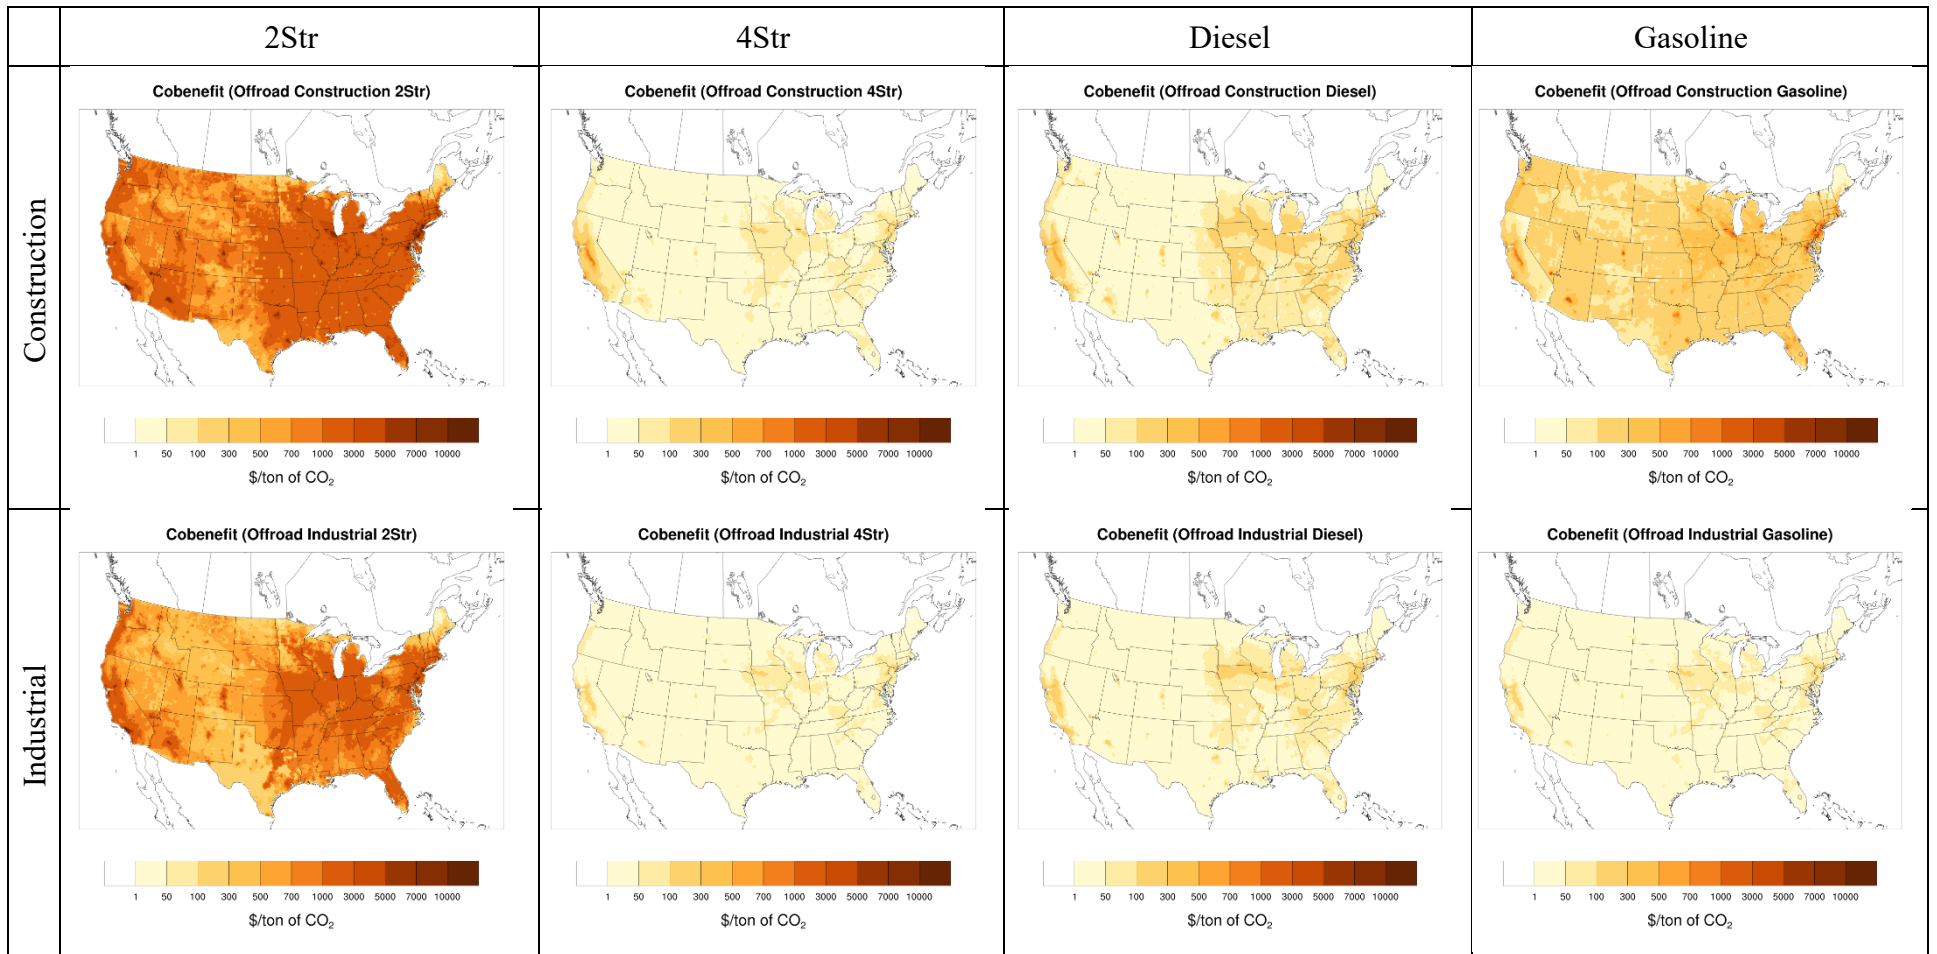 2Str
4Str
Diesel
Gasoline
Construction
Cobenefit (Offroad Construction 2Str)
1 50 100 300 500 700 1000 3000 5000 7000 10000
$/ton of CO₂
Cobenefit (Offroad Construction 4Str)
1 50 100 300 500 700 1000 3000 5000 7000 10000
$/ton of CO₂
Cobenefit (Offroad Construction Diesel)
1 50 100 300 500 700 1000 3000 5000 7000 10000
$/ton of CO₂
Cobenefit (Offroad Construction Gasoline)
1 50 100 300 500 700 1000 3000 5000 7000 10000
$/ton of CO₂
Industrial
Cobenefit (Offroad Industrial 2Str)
1 50 100 300 500 700 1000 3000 5000 7000 10000
$/ton of CO₂
Cobenefit (Offroad Industrial 4Str)
1 50 100 300 500 700 1000 3000 5000 7000 10000
$/ton of CO₂
Cobenefit (Offroad Industrial Diesel)
1 50 100 300 500 700 1000 3000 5000 7000 10000
$/ton of CO₂
Cobenefit (Offroad Industrial Gasoline)
1 50 100 300 500 700 1000 3000 5000 7000 10000
$/ton of CO₂